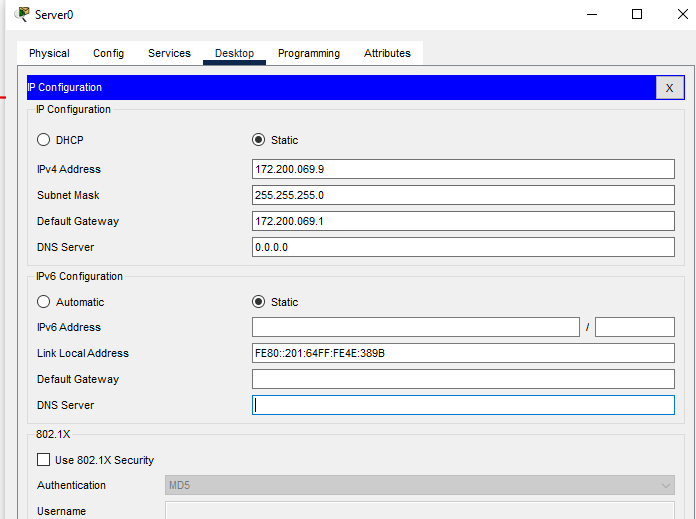 Server0
Physical Config Services Desktop Programming Attributes
IP Configuration X
IP Configuration
DHCP Static
IPv4 Address 172.200.069.9
Subnet Mask 255.255.255.0
Default Gateway 172.200.069.1
DNS Server 0.0.0.0
IPv6 Configuration
Automatic Static
IPv6 Address /
Link Local Address FE80::201:64FF:FE4E:389B
Default Gateway
DNS Server
802.1X
Use 802.1X Security
Authentication MD5
Username